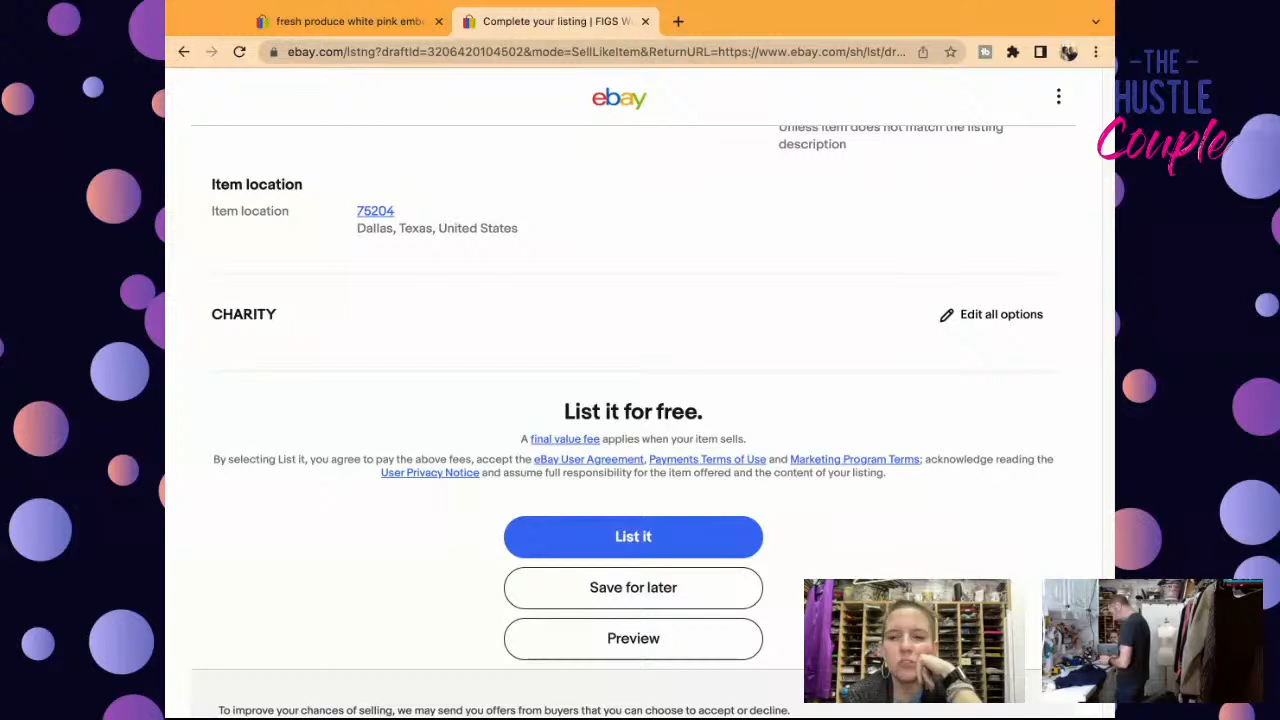 fresh produce white pink emb
Complete your listing | FIGS W
ebay.com/lstng?draftId=3206420104502&mode=SellLikeItem&ReturnURL=https://www.ebay.com/sh/lst/dr...
-THE-
HUSTLE
Couple
ebay
Unless item does not match the listing
description
Item location
Item location
75204
Dallas, Texas, United States
CHARITY
Edit all options
List it for free.
A final value fee applies when your item sells.
By selecting List it, you agree to pay the above fees, accept the eBay User Agreement, Payments Terms of Use and Marketing Program Terms; acknowledge reading the
User Privacy Notice and assume full responsibility for the item offered and the content of your listing.
List it
Save for later
Preview
To improve your chances of selling, we may send you offers from buyers that you can choose to accept or decline.